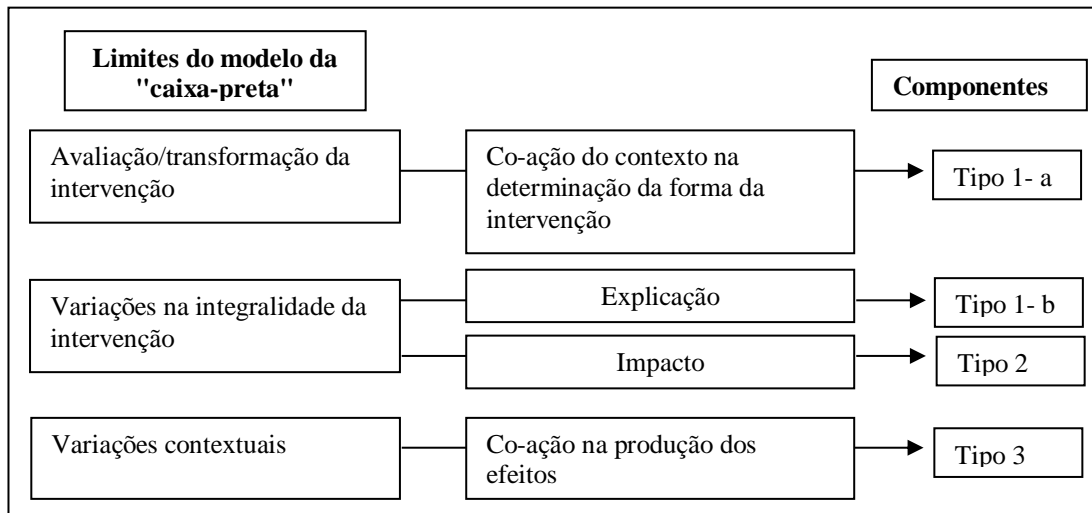 Limites do modelo da
"caixa-preta"
Componentes
Avaliação/transformação da
intervenção
Co-ação do contexto na
determinação da forma da
intervenção
Tipo 1- a
Variações na integralidade da
intervenção
Explicação
Tipo 1- b
Impacto
Tipo 2
Variações contextuais
Co-ação na produção dos
efeitos
Tipo 3